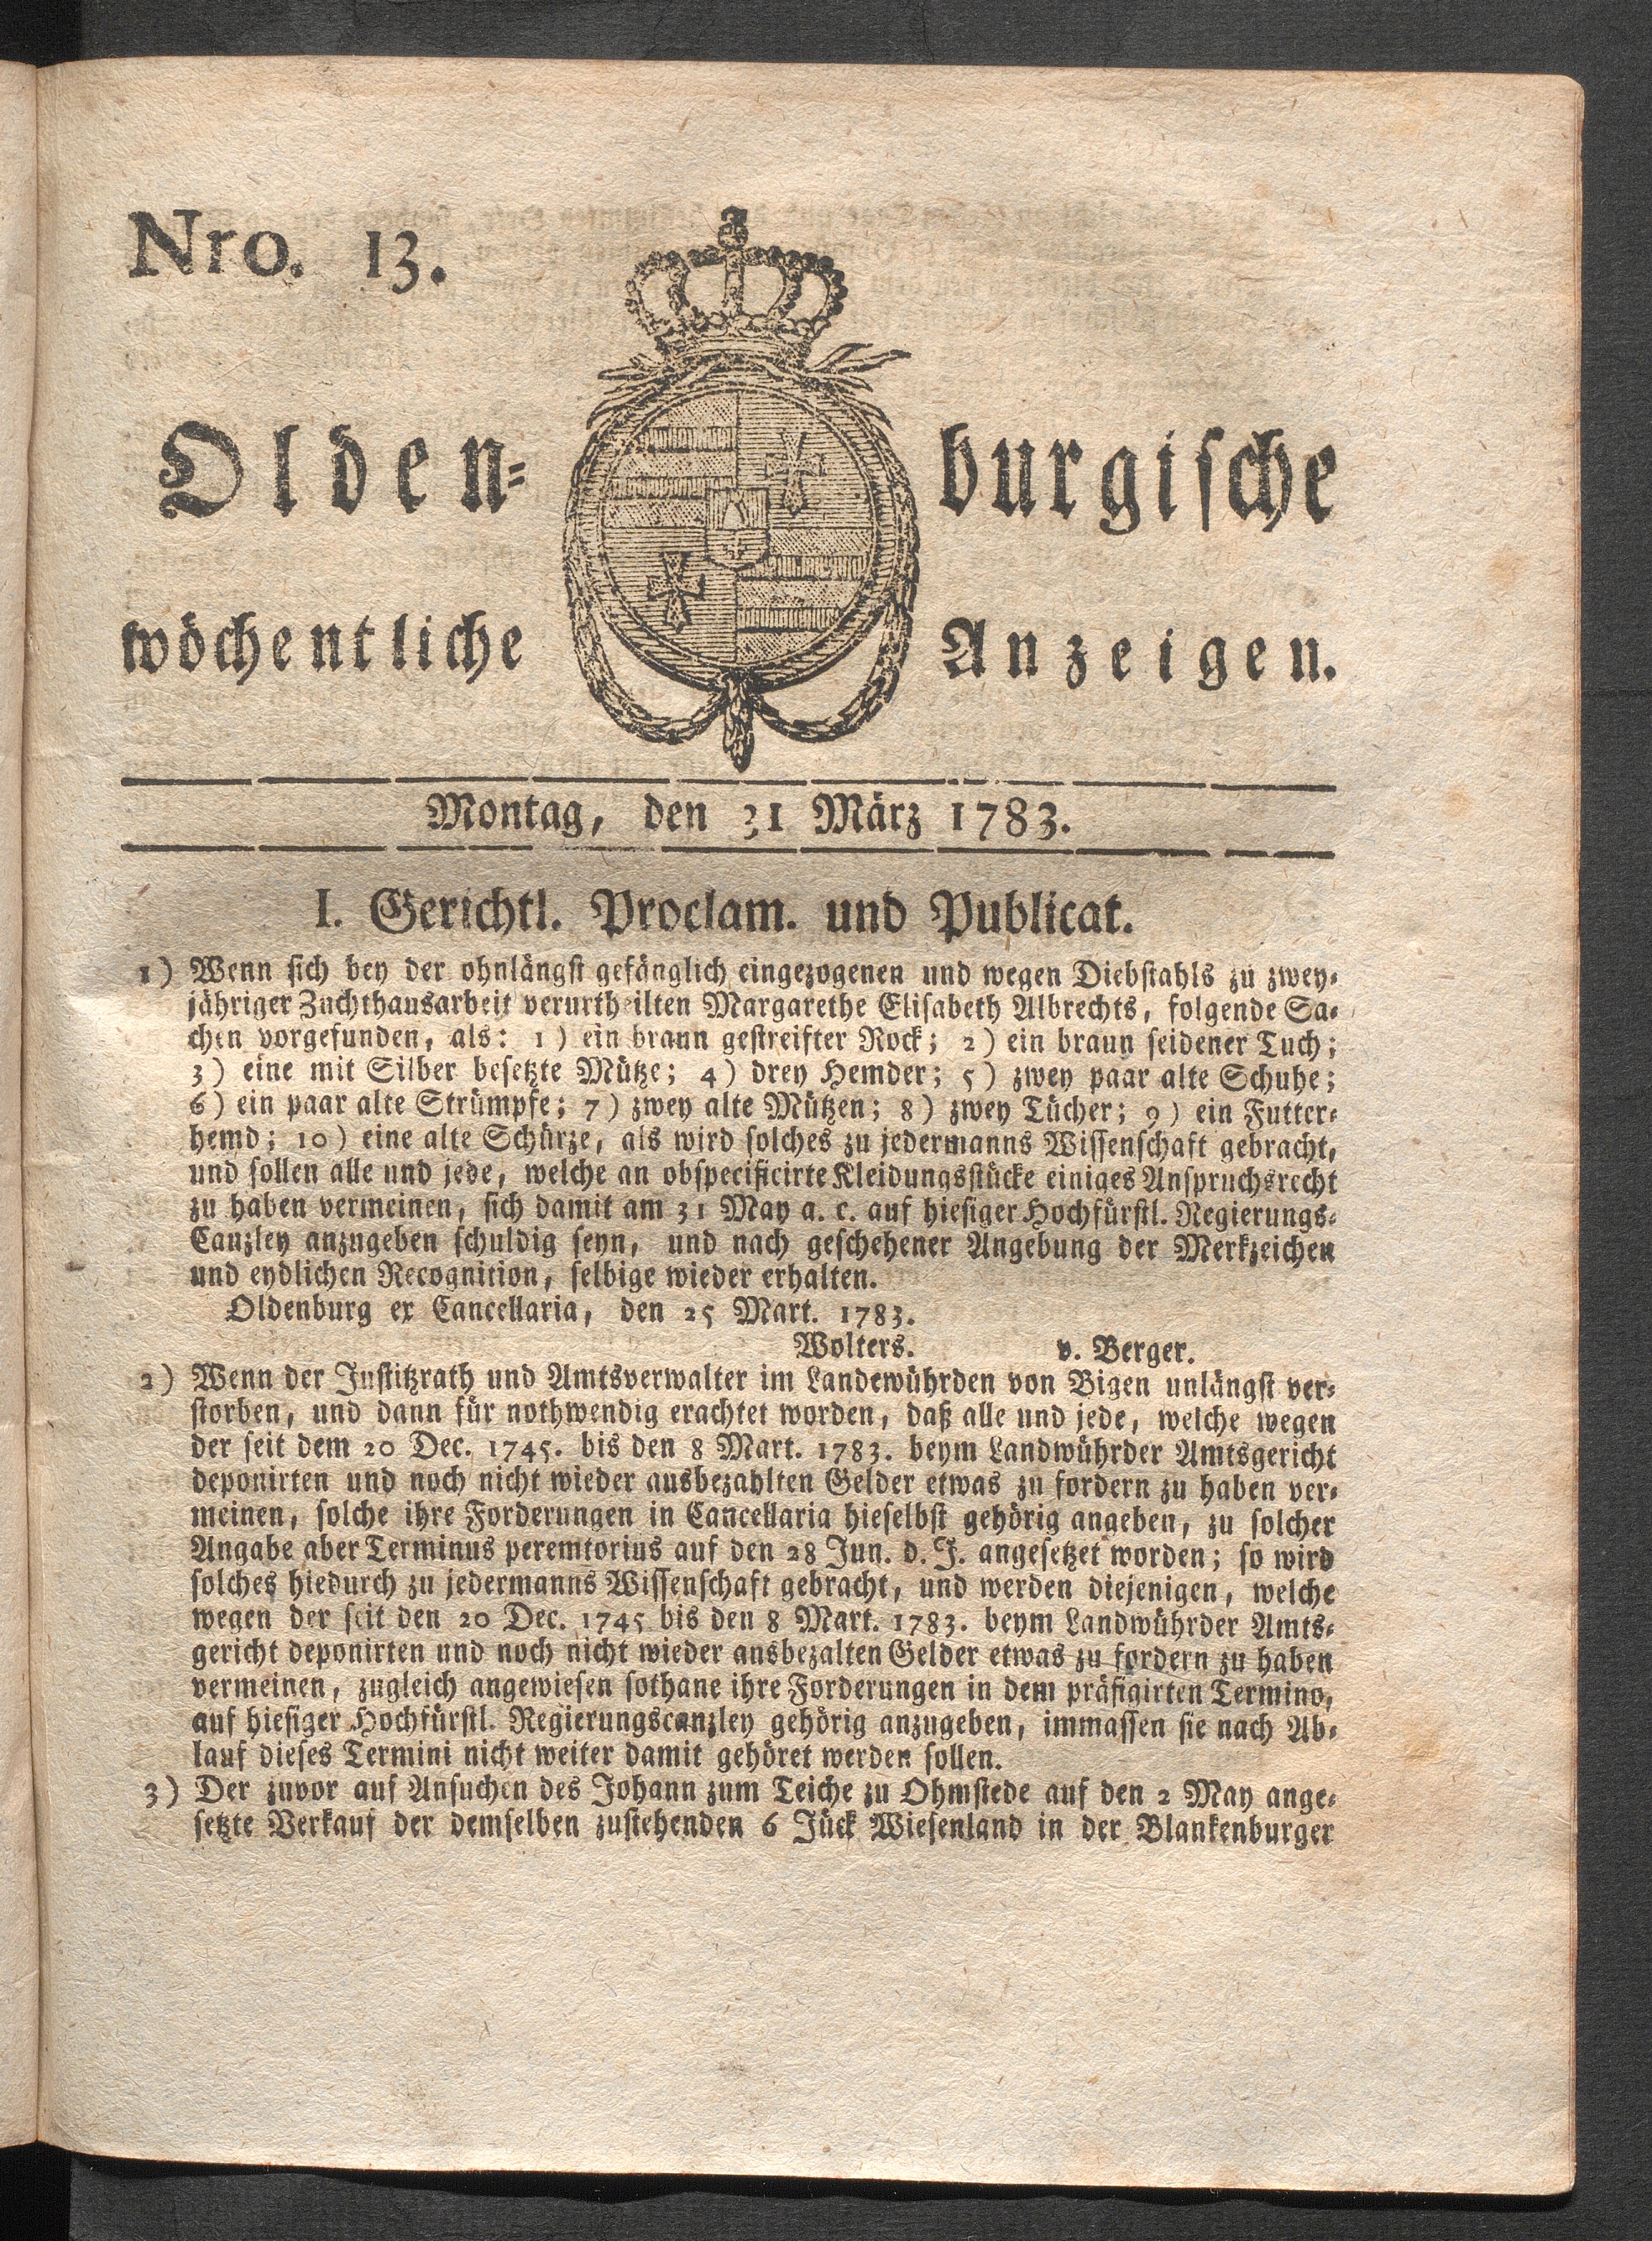 Nro. 13.
Olden- burgische
wöchentliche Anzeigen.
Montag, den 31 März 1783.
I. Gerichtl. Proclam. und Publicat.
1) Wenn sich bey der ohnlängst gefänglich eingezogenen und wegen Diebstahls zu zwey-
jähriger Zuchthausarbeit verurtheilten Margarethe Elisabeth Albrechts, folgende Sa-
chen vorgefunden, als: 1) ein braun gestreifter Rock; 2) ein braun seidener Tuch;
3) eine mit Silber besetzte Mütze; 4) drey Hemder; 5) zwey paar alte Schuhe;
6) ein paar alte Strümpfe; 7) zwey alte Mützen; 8) zwey Tücher; 9) ein Futter-
hemd; 10) eine alte Schürze, als wird solches zu jedermanns Wissenschaft gebracht,
und sollen alle und jede, welche an obspecificirte Kleidungsstücke einiges Anspruchsrecht
zu haben vermeinen, sich damit am 31 May a. c. auf hiesiger Hochfürstl. Regierungs-
Canzley anzugeben schuldig seyn, und nach geschehener Angebung der Merkzeichen
und eydlichen Recognition, selbige wieder erhalten.
Oldenburg ex Cancellaria, den 25 Mart. 1783.
Wolters. v. Berger.
2) Wenn der Justitzrath und Amtsverwalter im Landewührden von Bigen unlängst ver-
storben, und dann für nothwendig erachtet worden, daß alle und jede, welche wegen
der seit dem 20 Dec. 1745. bis den 8 Mart. 1783. beym Landwührder Amtsgericht
deponirten und noch nicht wieder ausbezahlten Gelder etwas zu fordern zu haben ver-
meinen, solche ihre Forderungen in Cancellaria hieselbst gehörig angeben, zu solcher
Angabe aber Terminus peremtorius auf den 28 Jun. d. J. angesetzet worden; so wird
solches hiedurch zu jedermanns Wissenschaft gebracht, und werden diejenigen, welche
wegen der seit den 20 Dec. 1745 bis den 8 Mart. 1783. beym Landwührder Amts-
gericht deponirten und noch nicht wieder ausbezalten Gelder etwas zu fordern zu haben
vermeinen, zugleich angewiesen sothane ihre Forderungen in dem präfigirten Termino,
auf hiesiger Hochfürstl. Regierungscanzley gehörig anzugeben, immassen sie nach Ab-
lauf dieses Termini nicht weiter damit gehöret werden sollen.
3) Der zuvor auf Ansuchen des Johann zum Teiche zu Ohmstede auf den 2 May ange-
setzte Verkauf der demselben zustehenden 6 Jück Wiesenland in der Blankenburger